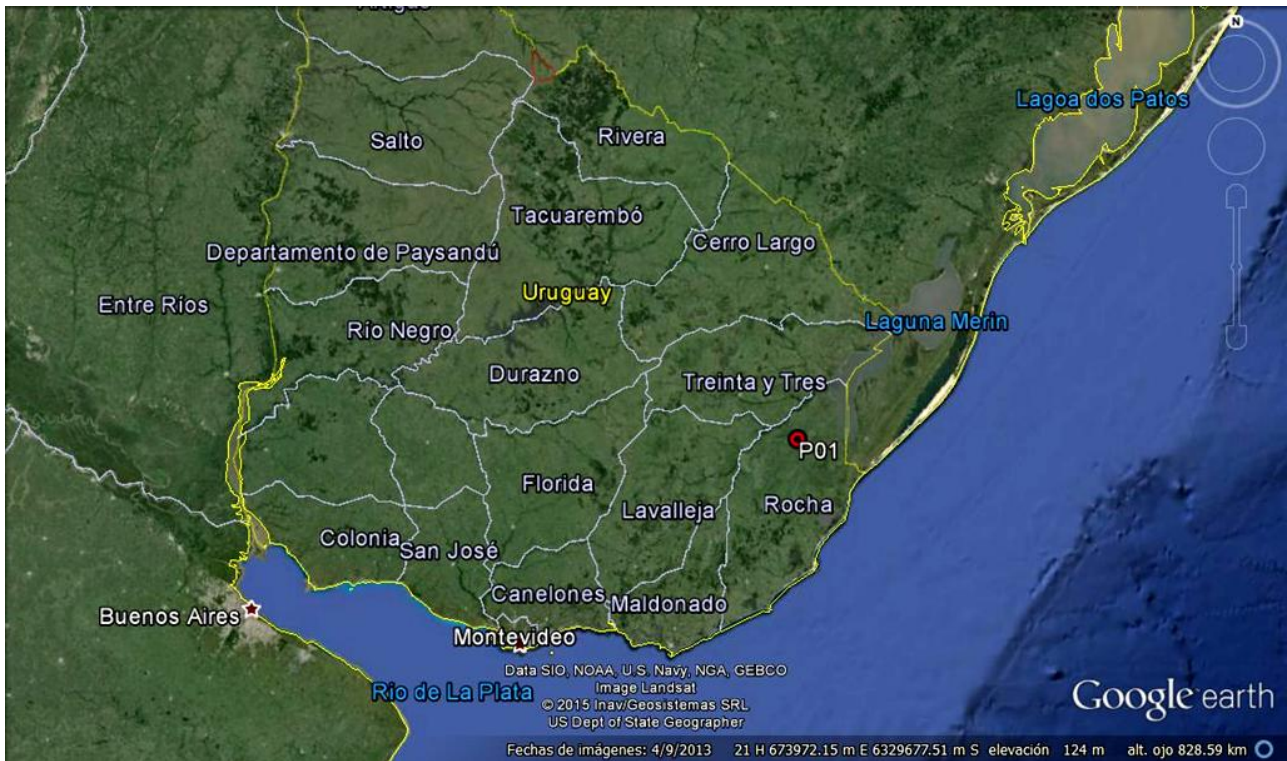 Artigas
N
Lagoa dos Patos
Salto
Rivera
Tacuarembó
Departamento de Paysandú
Cerro Largo
Entre Ríos
Uruguay
Río Negro
Laguna Merin
Durazno
Treinta y Tres
P01
Florida
Lavalleja
Rocha
Colonia
San José
Canelones
Maldonado
Buenos Aires
Montevideo
Data SIO, NOAA, U.S. Navy, NGA, GEBCO
Image Landsat
© 2015 Inav/Geosistemas SRL
US Dept of State Geographer
Río de La Plata
Google earth
Fechas de imágenes: 4/9/2013 21 H 673972.15 m E 6329677.51 m S elevación 124 m alt. ojo 828.59 km